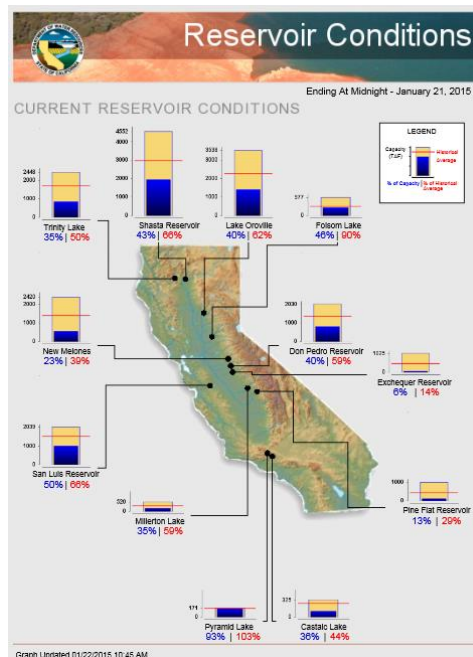 Reservoir Conditions
Ending At Midnight - January 21, 2015
CURRENT RESERVOIR CONDITIONS
LEGEND
Capacity
(TAF)
Historical
Average
% of Capacity | % of Historical
Average
2448
2000
1000
0
Trinity Lake
35% | 50%
4552
4000
3000
2000
1000
0
Shasta Reservoir
43% | 66%
3538
3000
2000
1000
0
Lake Oroville
40% | 62%
977
0
Folsom Lake
46% | 90%
2420
2000
1000
0
New Melones
23% | 39%
2030
1000
0
Don Pedro Reservoir
40% | 59%
1025
0
Exchequer Reservoir
6% | 14%
2039
1000
0
San Luis Reservoir
50% | 66%
520
0
Millerton Lake
35% | 59%
1000
0
Pine Flat Reservoir
13% | 29%
171
0
Pyramid Lake
93% | 103%
325
0
Castaic Lake
36% | 44%
Graph Updated 01/22/2015 10:45 AM